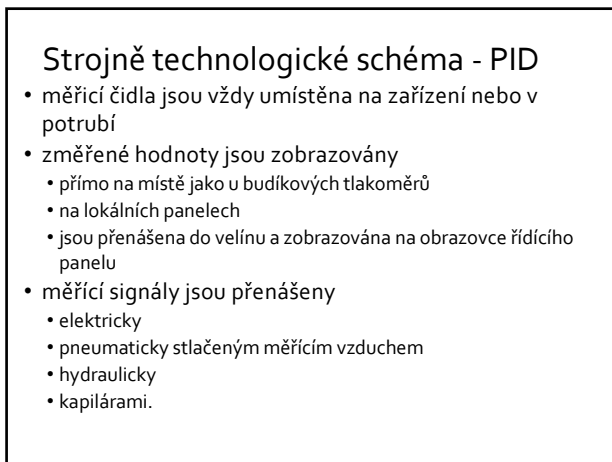 Strojně technologické schéma - PID
• měřicí čidla jsou vždy umístěna na zařízení nebo v
potrubí
• změřené hodnoty jsou zobrazovány
• přímo na místě jako u budíkových tlakoměrů
• na lokálních panelech
• jsou přenášena do velínu a zobrazována na obrazovce řídícího
panelu
• měřící signály jsou přenášeny
• elektricky
• pneumaticky stlačeným měřícím vzduchem
• hydraulicky
• kapilárami.